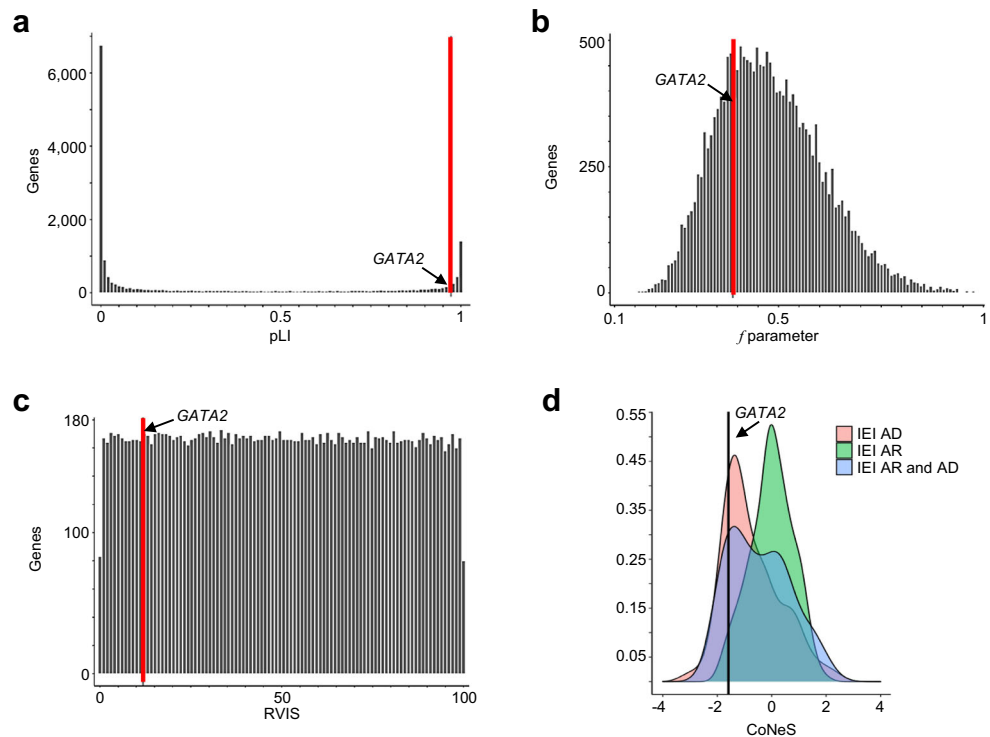 a
6,000
4,000
2,000
0
Genes
GATA2
0
0.5
1
pLI
b
500
250
0
Genes
GATA2
0.1
0.5
1
f parameter
c
180
100
0
Genes
GATA2
0
50
100
RVIS
d
0.55
0.45
0.35
0.25
0.15
0.05
GATA2
IEI AD
IEI AR
IEI AR and AD
-4
-2
0
2
4
CoNeS